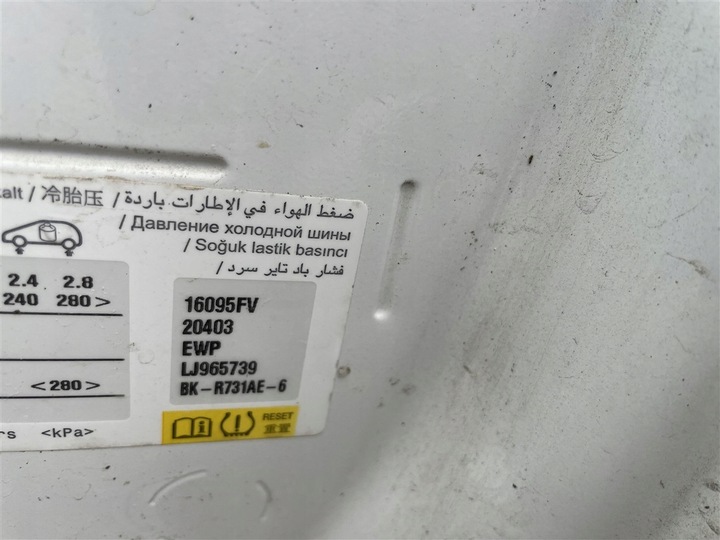 kalt / 冷胎压 / ضغط الهواء في الإطارات باردة
/ Давление холодной шины
/ Soğuk lastik basıncı
/ فشار باد تایر سرد
2.4 2.8
240 280 >
<280>
rs <kPa>
16095FV
20403
EWP
LJ965739
BK-R731AE-6
RESET
重置